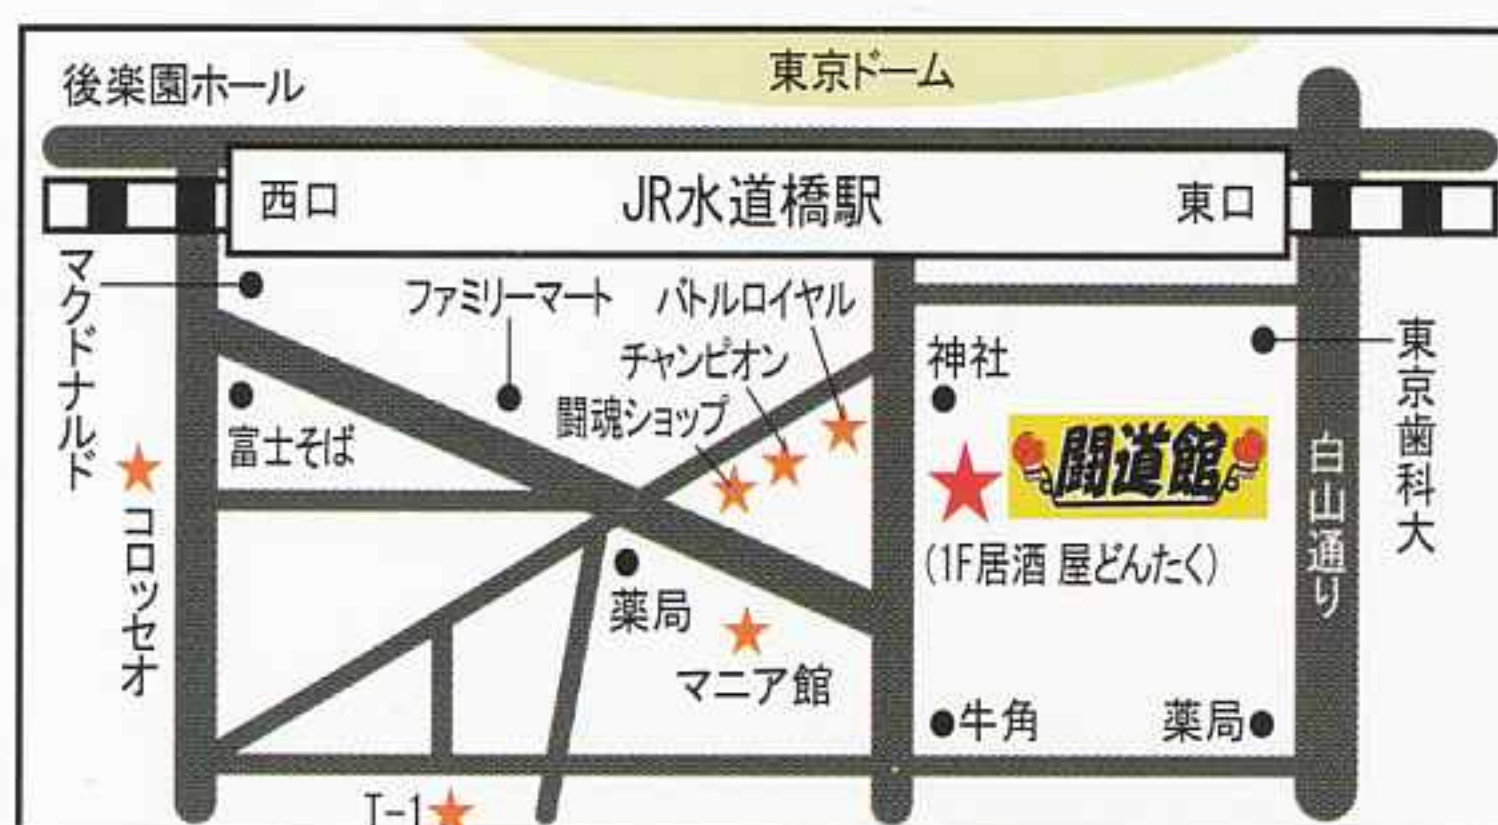 後楽園ホール
東京ドーム
西口
JR水道橋駅
東口
マクドナルド
ファミリーマート
バトルロイヤル
チャンピオン
闘魂ショップ
神社
東京歯科大
富士そば
闘道館
白山通り
コロッセオ
(1F居酒 屋どんたく)
薬局
マニア館
牛角
薬局
T-1